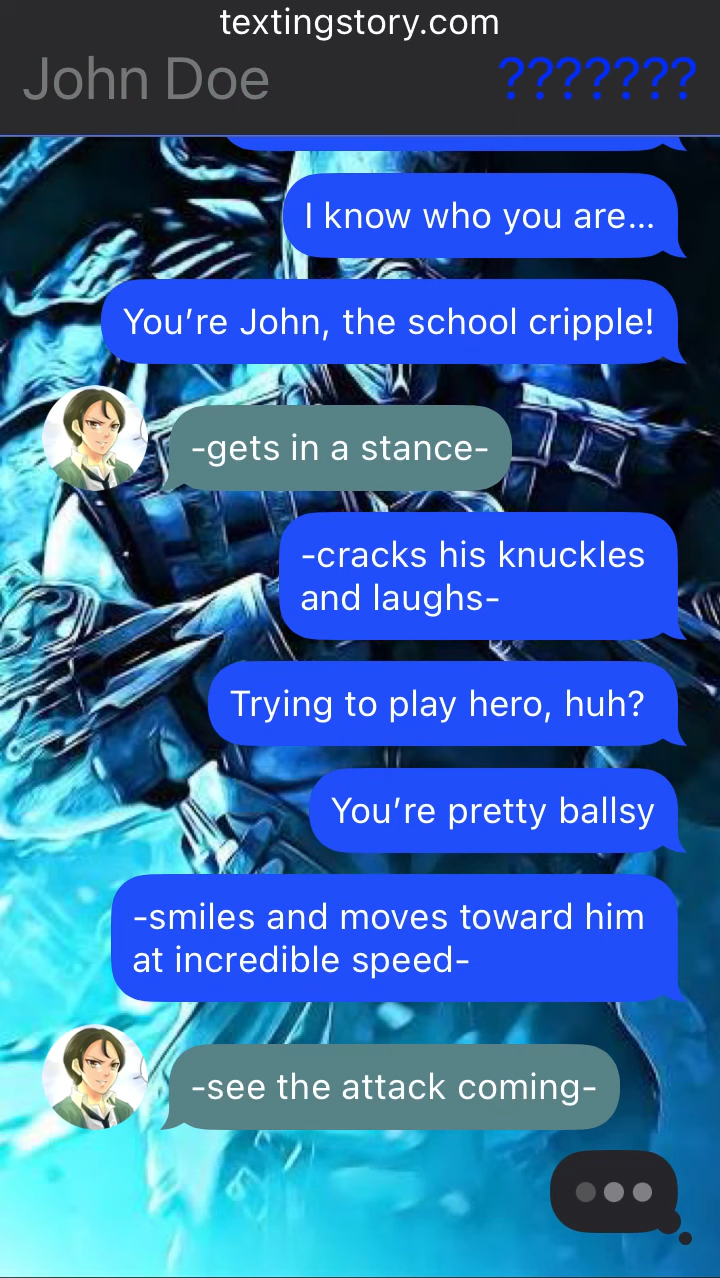 textingstory.com
John Doe
???????
I know who you are...
You’re John, the school cripple!
-gets in a stance-
-cracks his knuckles
and laughs-
Trying to play hero, huh?
You’re pretty ballsy
-smiles and moves toward him
at incredible speed-
-see the attack coming-